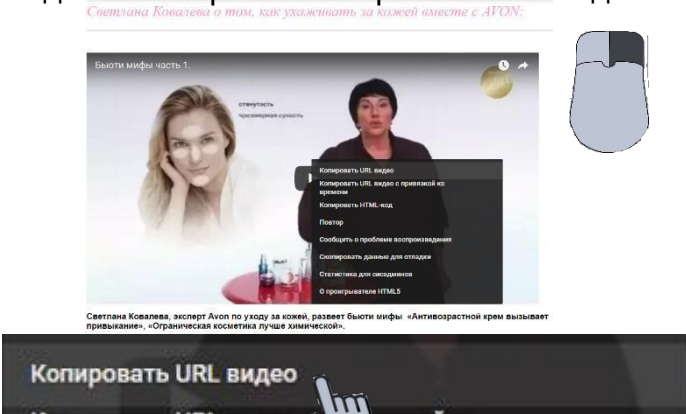 Светлана Ковалева о том, как ухаживать за кожей вместе с AVON:
Бьюти мифы часть 1.
стянутость
чрезмерная сухость
Копировать URL видео
Копировать URL видео с привязкой ко
времени
Копировать HTML-код
Повтор
Сообщить о проблеме воспроизведения
Скопировать данные для отладки
Статистика для сисадминов
О проигрывателе HTML5
Светлана Ковалева, эксперт Avon по уходу за кожей, развеет бьюти мифы «Антивозрастной крем вызывает
привыкание», «Ограническая косметика лучше химической».
Копировать URL видео